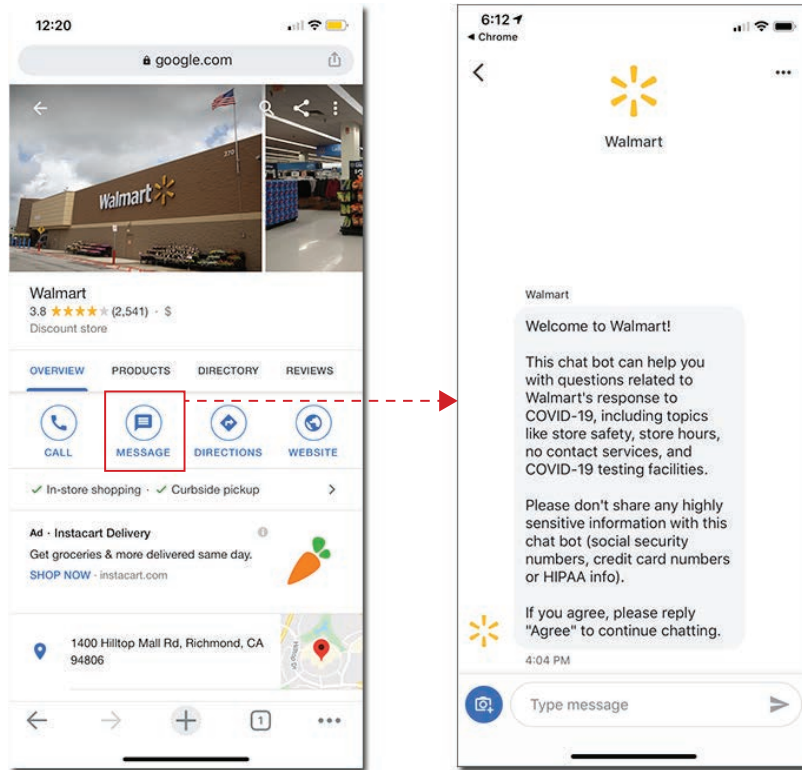 12:20
google.com
Walmart
Walmart
3.8 (2,541) · $
Discount store
OVERVIEW PRODUCTS DIRECTORY REVIEWS
CALL MESSAGE DIRECTIONS WEBSITE
✓ In-store shopping · ✓ Curbside pickup
Ad · Instacart Delivery
Get groceries & more delivered same day.
SHOP NOW · instacart.com
1400 Hilltop Mall Rd, Richmond, CA
94806
1
6:12
Chrome
Walmart
Walmart
Welcome to Walmart!
This chat bot can help you
with questions related to
Walmart's response to
COVID-19, including topics
like store safety, store hours,
no contact services, and
COVID-19 testing facilities.
Please don't share any highly
sensitive information with this
chat bot (social security
numbers, credit card numbers
or HIPAA info).
If you agree, please reply
"Agree" to continue chatting.
4:04 PM
Type message